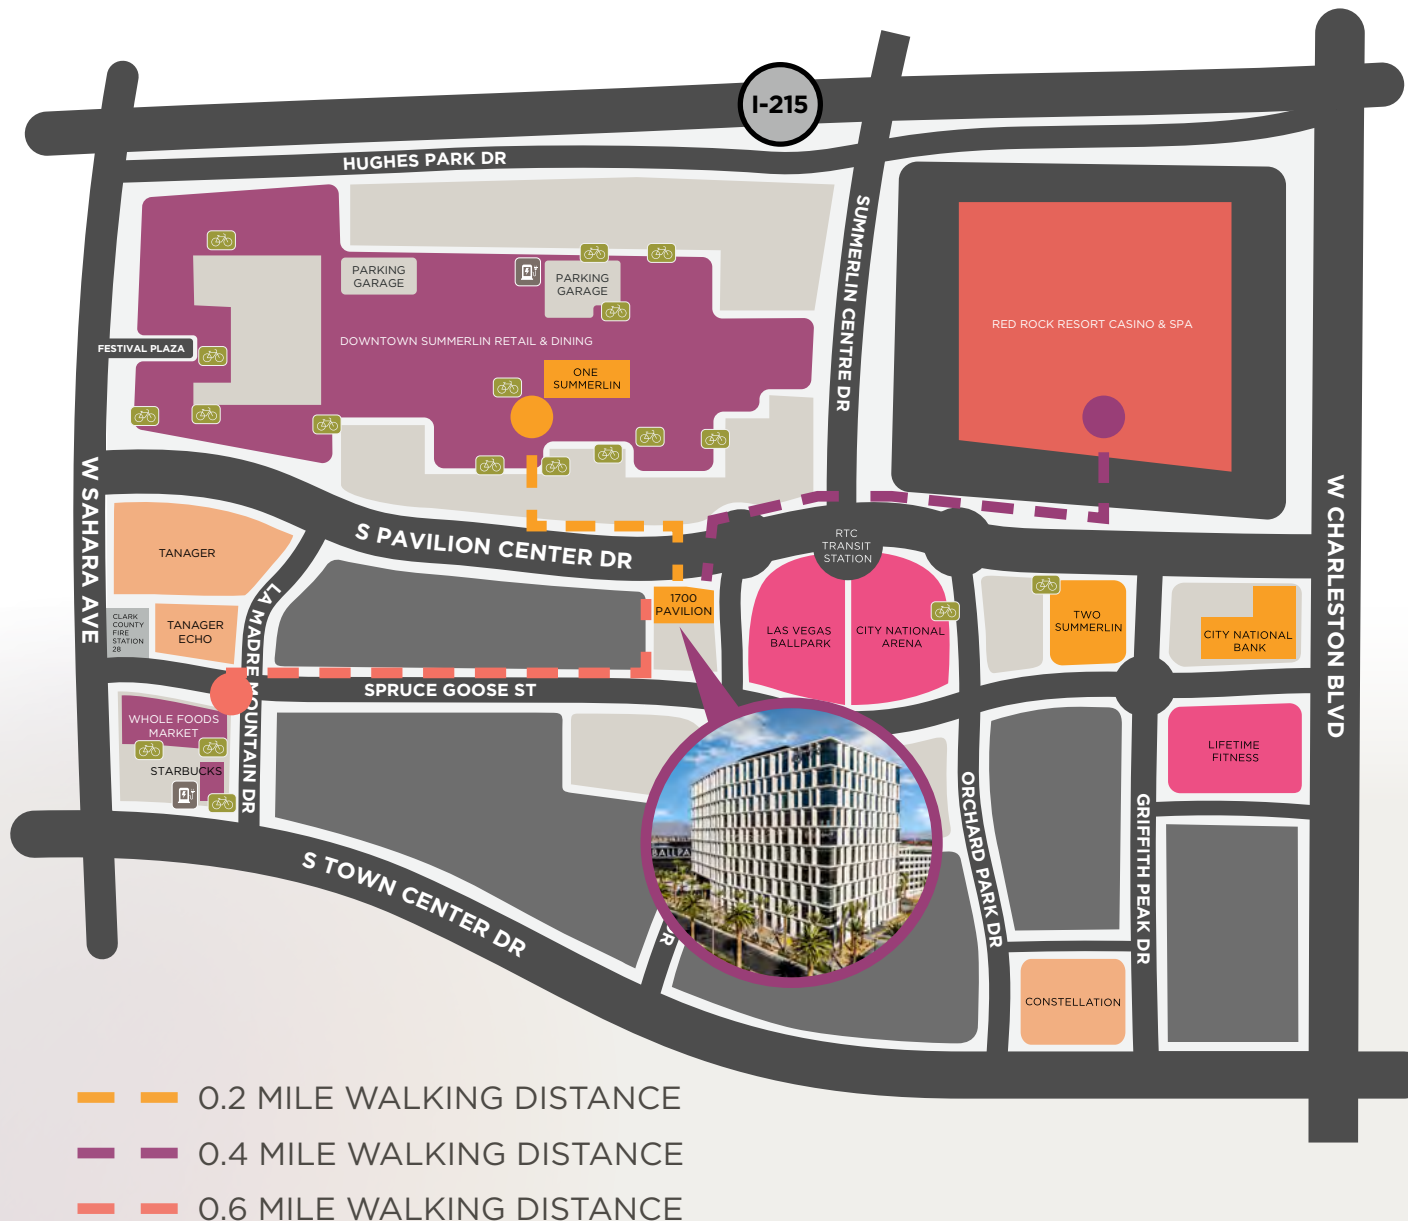 I-215
HUGHES PARK DR
SUMMERLIN CENTRE DR
PARKING
GARAGE
PARKING
GARAGE
RED ROCK RESORT CASINO & SPA
FESTIVAL PLAZA
DOWNTOWN SUMMERLIN RETAIL & DINING
ONE
SUMMERLIN
W SAHARA AVE
W CHARLESTON BLVD
S PAVILION CENTER DR
RTC
TRANSIT
STATION
TANAGER
LA MADRE MOUNTAIN DR
CLARK
COUNTY
FIRE
STATION
28
TANAGER
ECHO
1700
PAVILION
LAS VEGAS
BALLPARK
CITY NATIONAL
ARENA
TWO
SUMMERLIN
CITY NATIONAL
BANK
SPRUCE GOOSE ST
WHOLE FOODS
MARKET
STARBUCKS
LIFETIME
FITNESS
ORCHARD PARK DR
GRIFFITH PEAK DR
BALLPA
S TOWN CENTER DR
DR
CONSTELLATION
0.2 MILE WALKING DISTANCE
0.4 MILE WALKING DISTANCE
0.6 MILE WALKING DISTANCE